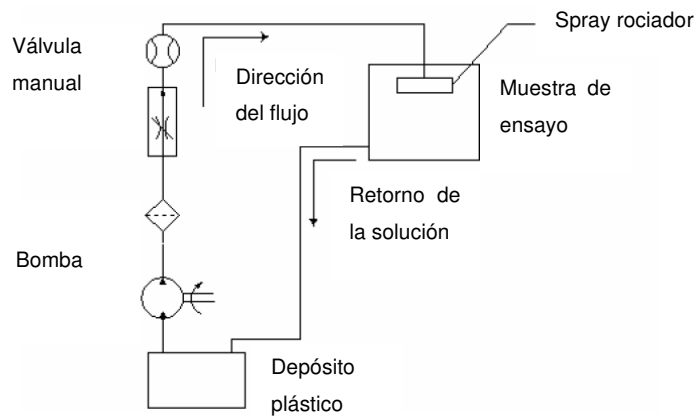 Spray rociador
Válvula
manual
Dirección
del flujo
Muestra de
ensayo
Retorno de
la solución
Bomba
Depósito
plástico